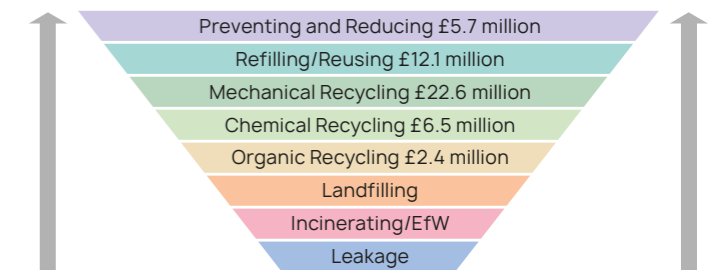 Preventing and Reducing £5.7 million
Refilling/Reusing £12.1 million
Mechanical Recycling £22.6 million
Chemical Recycling £6.5 million
Organic Recycling £2.4 million
Landfilling
Incinerating/EfW
Leakage